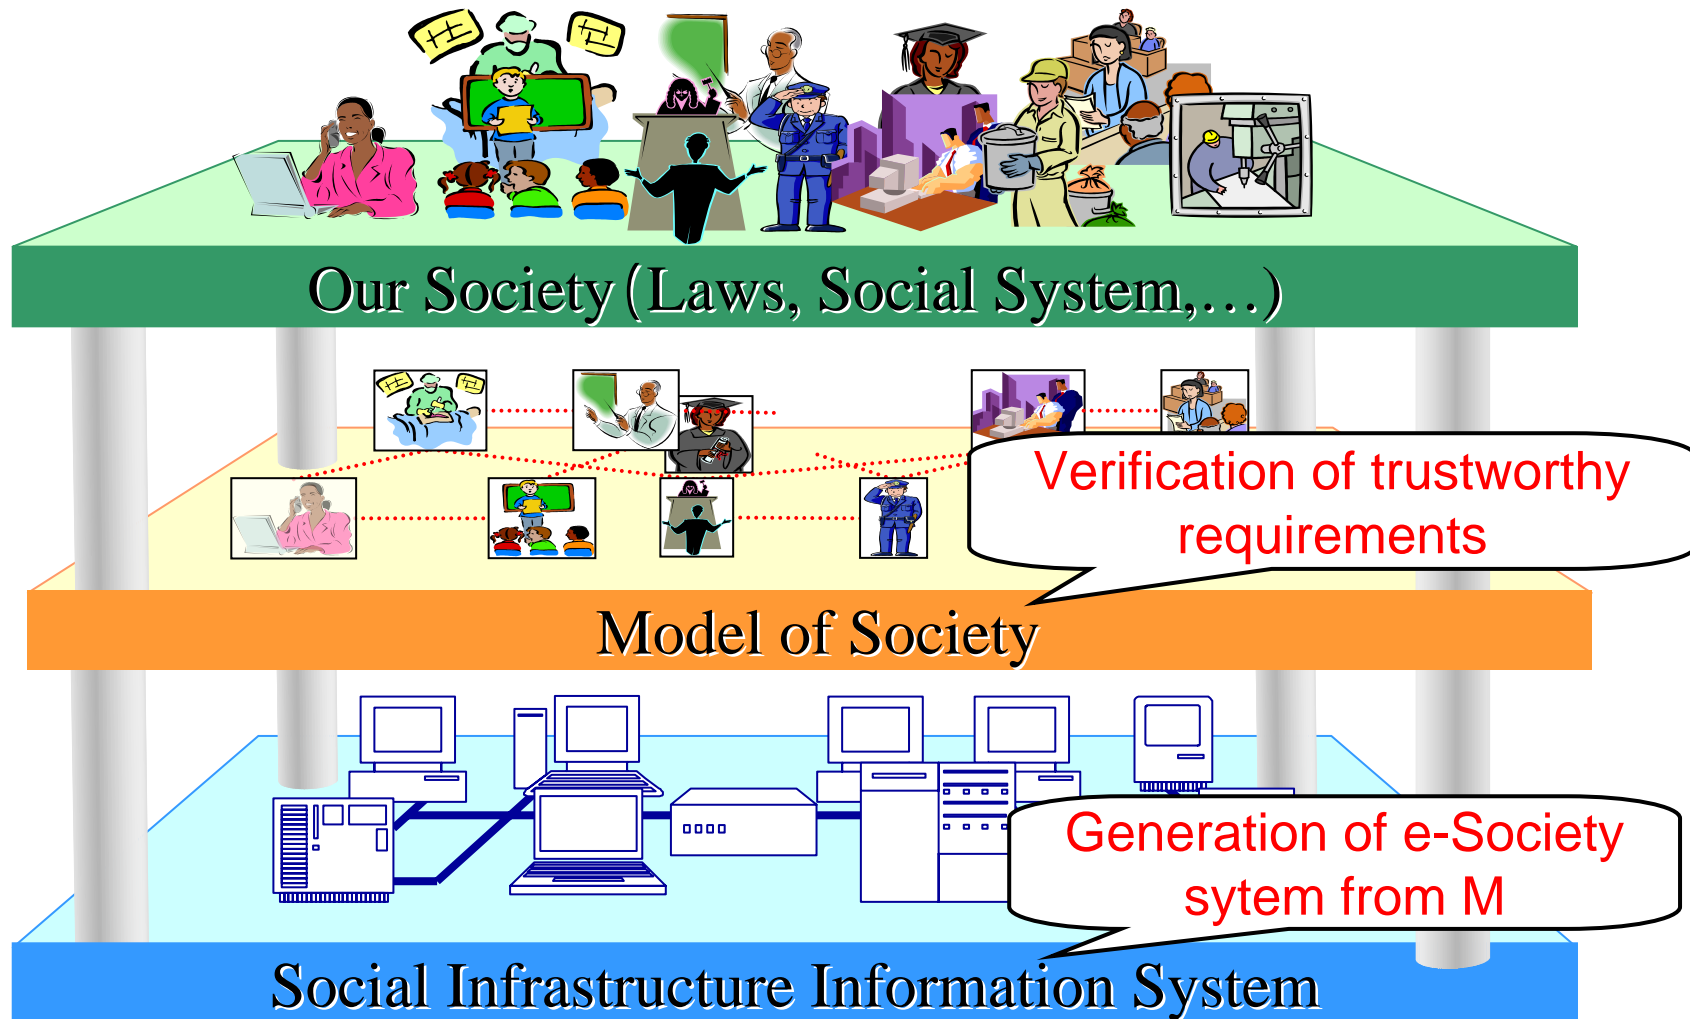 Our Society(Laws, Social System,…)
Verification of trustworthy
requirements
Model of Society
Generation of e-Society
sytem from M
Social Infrastructure Information System